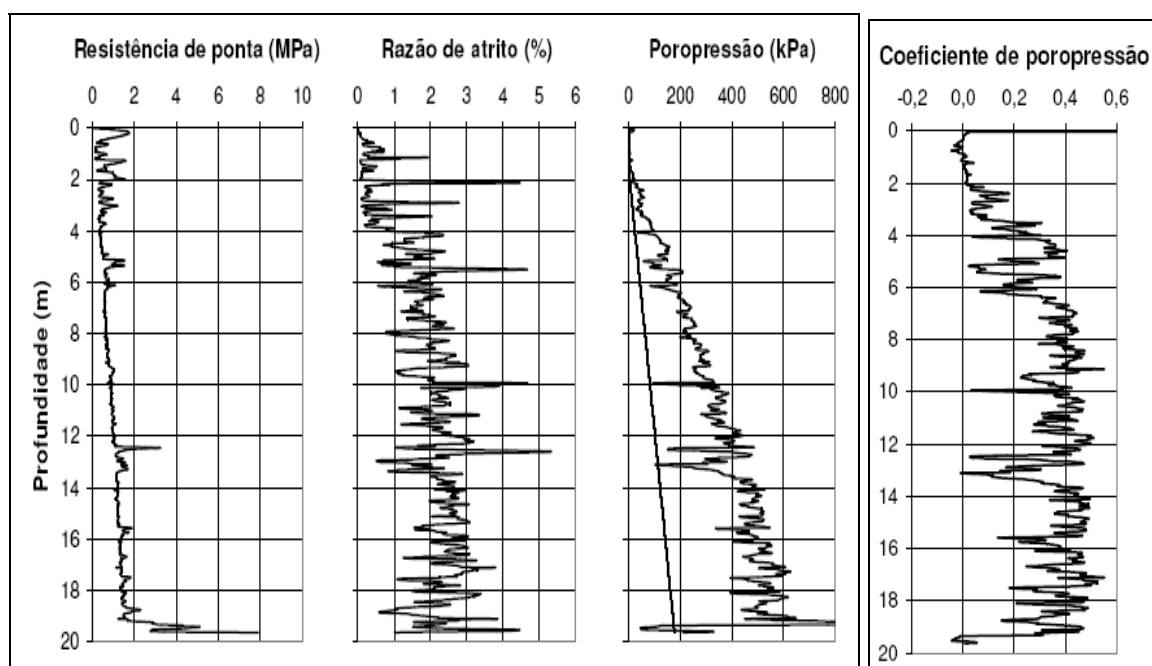 Resistência de ponta (MPa)
0 2 4 6 8 10
Razão de atrito (%)
0 1 2 3 4 5 6
Poropressão (kPa)
0 200 400 600 800
Coeficiente de poropressão
-0,2 0,0 0,2 0,4 0,6
Profundidade (m)
0
2
4
6
8
10
12
14
16
18
20
0
2
4
6
8
10
12
14
16
18
20